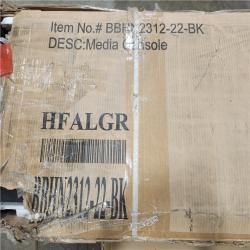 Item No.# BBHN2312-22-BK
DESC:Media Console
HFALGR
BBHN2312-22-BK